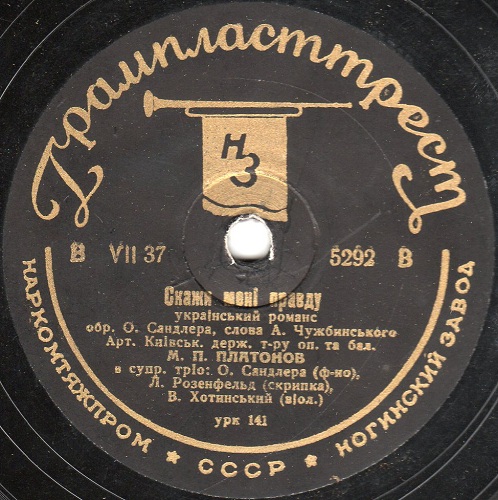 Грампласттрест
НЗ
В VII 37 5292 В
Скажи мені правду
український романс
обр. О. Сандлера, слова А. Чужбинського
Арт. Київськ. держ. т-ру оп. та бал.
М. П. ПЛАТОНОВ
в супр. тріо: О. Сандлера (ф-но),
Л. Розенфельд (скрипка),
В. Хотинський (віол.)
урк 141
НАРКОМТЯЖПРОМ ★ СССР ★ НОГИНСКИЙ ЗАВОД